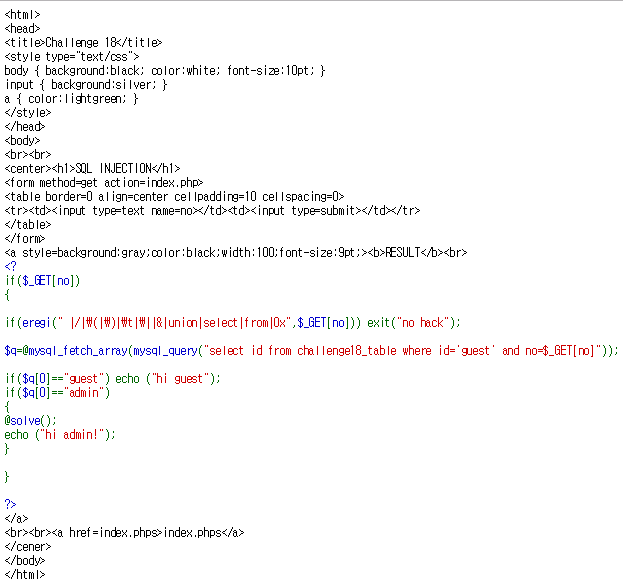 <html>
<head>
<title>Challenge 18</title>
<style type="text/css">
body { background:black; color:white; font-size:10pt; }
input { background:silver; }
a { color:lightgreen; }
</style>
</head>
<body>
<br><br>
<center><h1>SQL INJECTION</h1>
<form method=get action=index.php>
<table border=0 align=center cellpadding=10 cellspacing=0>
<tr><td><input type=text name=no></td><td><input type=submit></td></tr>
</table>
</form>
<a style=background:gray;color:black;width:100;font-size:9pt;><b>RESULT</b><br>
<?
if($_GET[no])
{
if(eregi(" |/|₩(|₩)|₩t|₩||&|union|select|from|0x",$_GET[no])) exit("no hack");
$q=@mysql_fetch_array(mysql_query("select id from challenge18_table where id='guest' and no=$_GET[no]"));
if($q[0]=="guest") echo ("hi guest");
if($q[0]=="admin")
{
@solve();
echo ("hi admin!");
}
}
?>
</a>
<br><br><a href=index.phps>index.phps</a>
</cener>
</body>
</html>